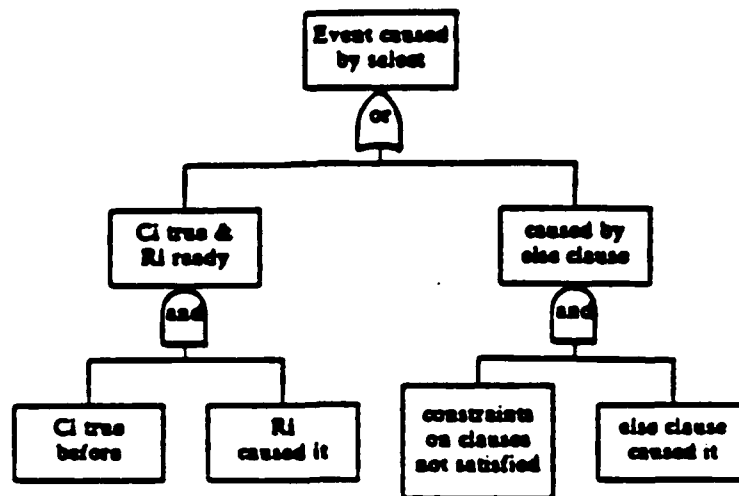 Event caused
by select
or
Ci true &
Ri ready
caused by
else clause
and
and
Ci true
before
Ri
caused it
constraints
on clauses
not satisfied
else clause
caused it